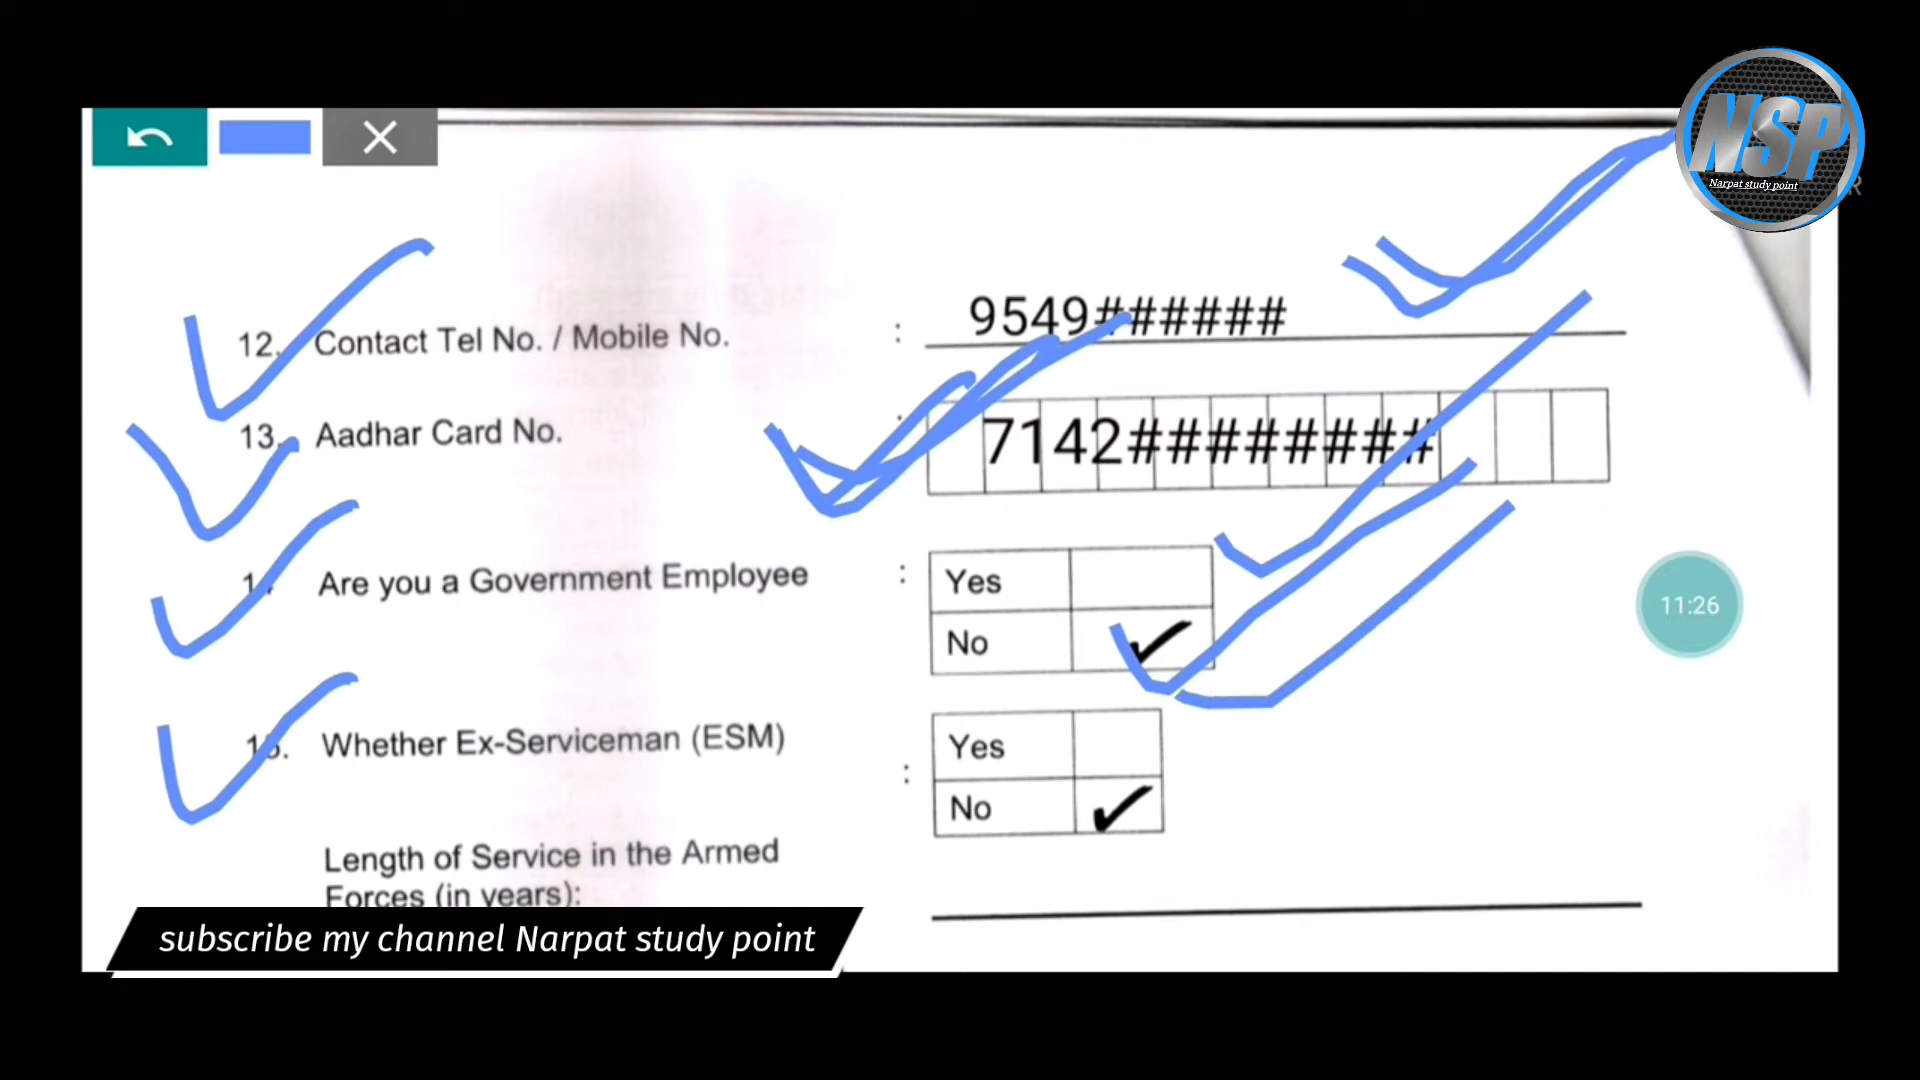 NSP
Narpat study point
R
12. Contact Tel No. / Mobile No. : 9549######
13. Aadhar Card No. : 7142########
Are you a Government Employee : Yes
No ✓
15. Whether Ex-Serviceman (ESM) : Yes
No ✓
11:26
Length of Service in the Armed
Forces (in years):
subscribe my channel Narpat study point